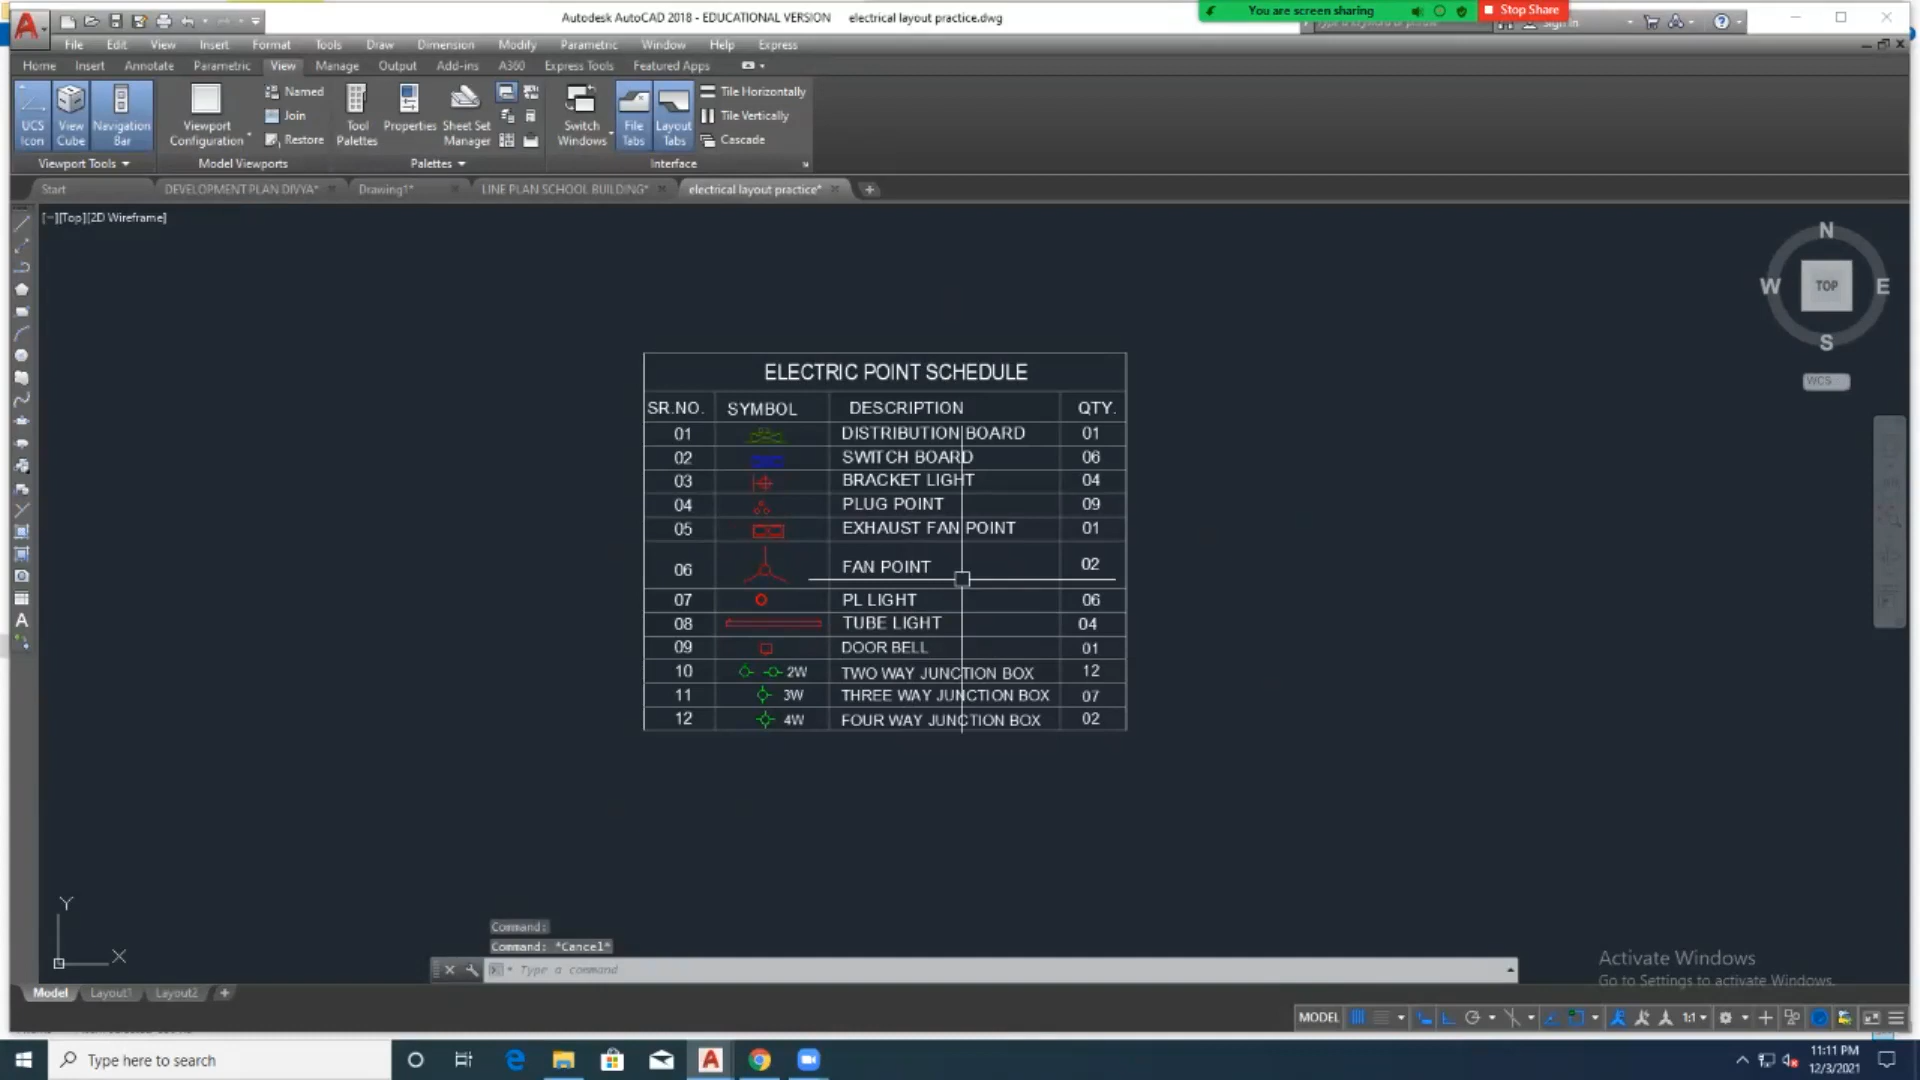 Autodesk AutoCAD 2018 - EDUCATIONAL VERSION electrical layout practice.dwg
You are screen sharing
Stop Share
File Edit View Insert Format Tools Draw Dimension Modify Parametric Window Help Express
Home Insert Annotate Parametric View Manage Output Add-ins A360 Express Tools Featured Apps
UCS Icon
View Cube
Navigation Bar
Viewport Configuration
Named
Join
Restore
Tool Palettes
Properties
Sheet Set Manager
Switch Windows
File Tabs
Layout Tabs
Tile Horizontally
Tile Vertically
Cascade
Viewport Tools
Model Viewports
Palettes
Interface
Start DEVELOPMENT PLAN DIVYA* Drawing1* LINE PLAN SCHOOL BUILDING* electrical layout practice*
[−][Top][2D Wireframe]
N
W TOP E
S
WCS
ELECTRIC POINT SCHEDULE
SR.NO. SYMBOL DESCRIPTION QTY.
01 DISTRIBUTION BOARD 01
02 SWITCH BOARD 06
03 BRACKET LIGHT 04
04 PLUG POINT 09
05 EXHAUST FAN POINT 01
06 FAN POINT 02
07 PL LIGHT 06
08 TUBE LIGHT 04
09 DOOR BELL 01
10 2W TWO WAY JUNCTION BOX 12
11 3W THREE WAY JUNCTION BOX 07
12 4W FOUR WAY JUNCTION BOX 02
Y
X
Command:
Command: *Cancel*
Type a command
Activate Windows
Go to Settings to activate Windows.
Model Layout1 Layout2
MODEL 1:1
Type here to search
11:11 PM
12/3/2021